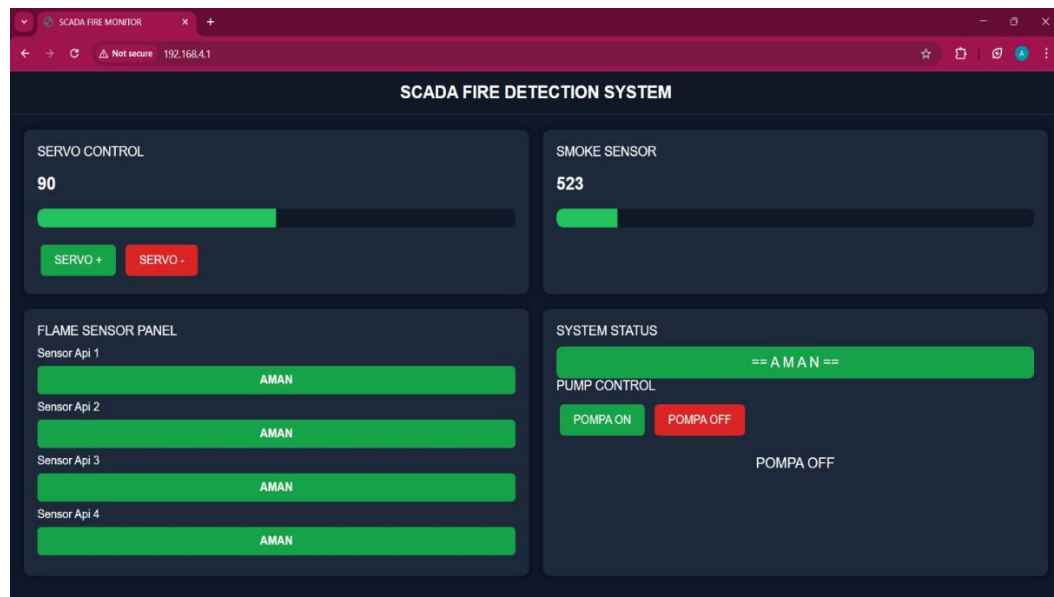 SCADA FIRE MONITOR
Not secure 192.168.4.1
A
SCADA FIRE DETECTION SYSTEM
SERVO CONTROL
90
SERVO + SERVO -
SMOKE SENSOR
523
FLAME SENSOR PANEL
Sensor Api 1
AMAN
Sensor Api 2
AMAN
Sensor Api 3
AMAN
Sensor Api 4
AMAN
SYSTEM STATUS
== A M A N ==
PUMP CONTROL
POMPA ON POMPA OFF
POMPA OFF